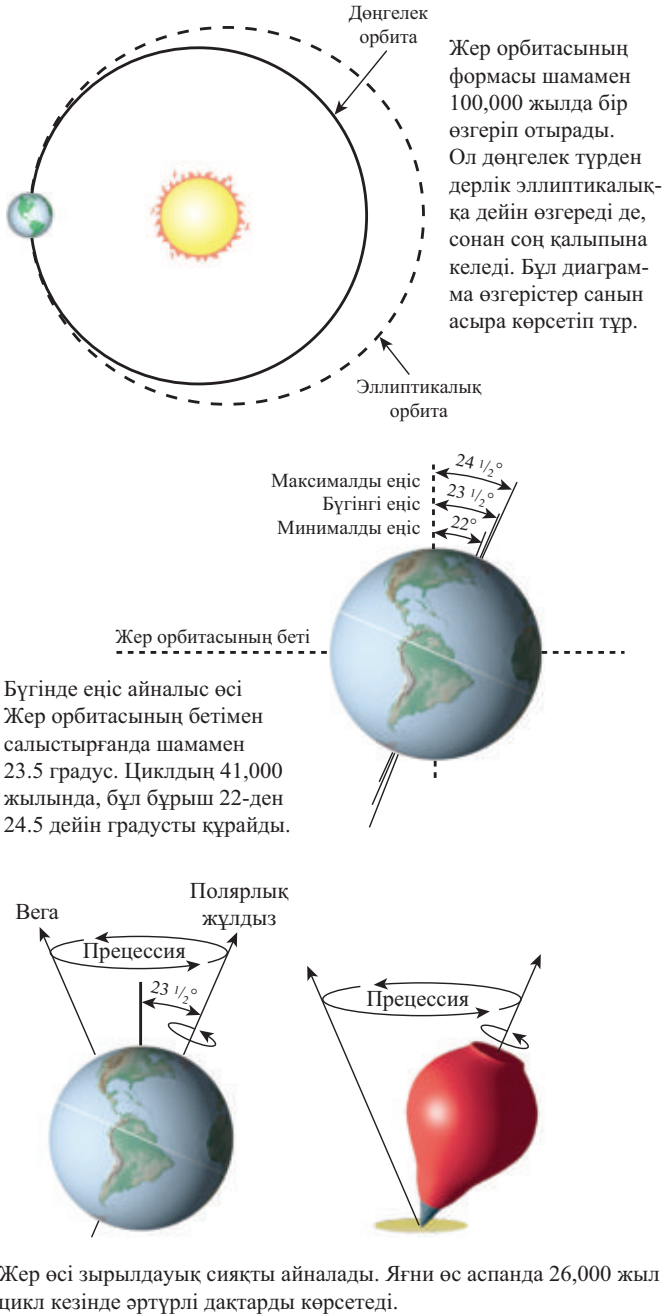 Дөңгелек
орбита
Жер орбитасының
формасы шамамен
100,000 жылда бір
өзгеріп отырады.
Ол дөңгелек түрден
дерлік эллиптикалық-
қа дейін өзгереді де,
сонан соң қалыпына
келеді. Бұл диаграм-
ма өзгерістер санын
асыра көрсетіп тұр.
Эллиптикалық
орбита
Максималды еңіс
24 1/2°
Бүгінгі еңіс
23 1/2°
Минималды еңіс
22°
Жер орбитасының беті
Бүгінде еңіс айналыс өсі
Жер орбитасының бетімен
салыстырғанда шамамен
23.5 градус. Циклдың 41,000
жылында, бұл бұрыш 22-ден
24.5 дейін градусты құрайды.
Вега
Полярлық
жұлдыз
Прецессия
23 1/2°
Прецессия
Жер өсі зырылдауық сияқты айналады. Яғни өс аспанда 26,000 жыл
цикл кезінде әртүрлі дақтарды көрсетеді.